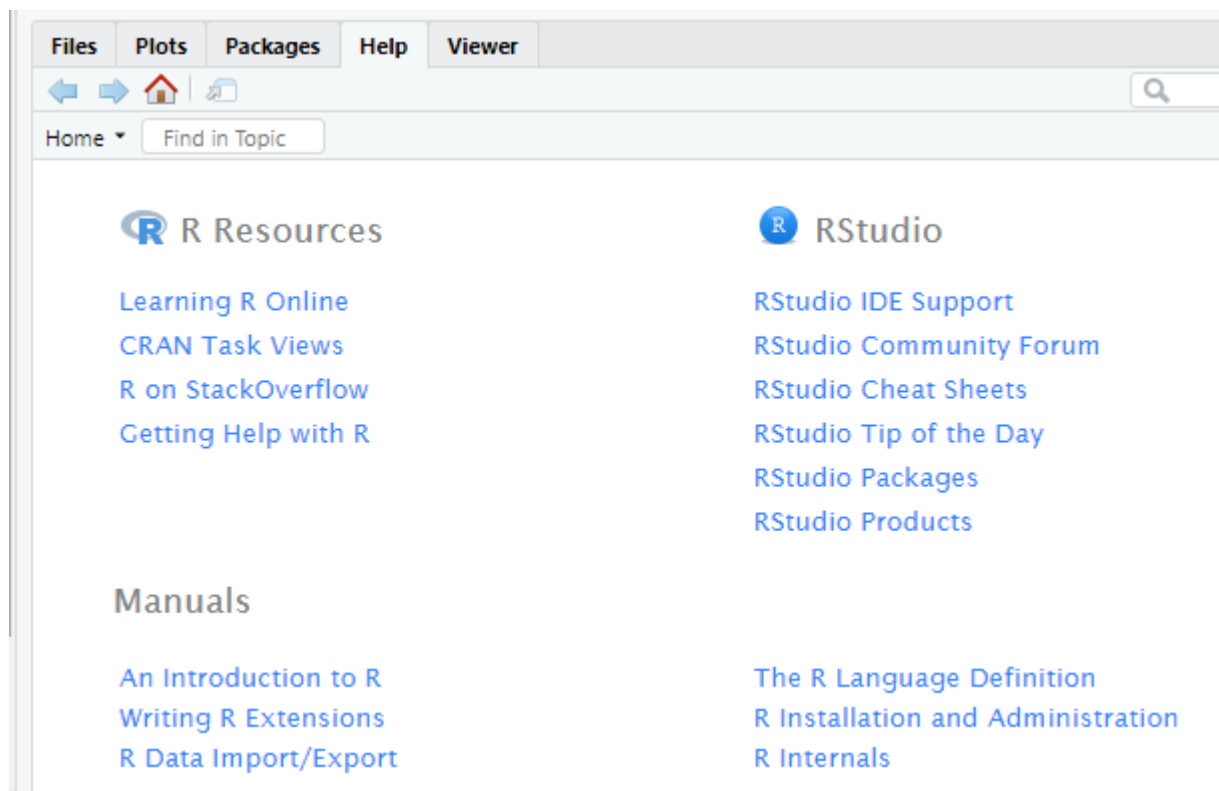 Files Plots Packages Help Viewer
Home Find in Topic
R R Resources
Learning R Online
CRAN Task Views
R on StackOverflow
Getting Help with R
R RStudio
RStudio IDE Support
RStudio Community Forum
RStudio Cheat Sheets
RStudio Tip of the Day
RStudio Packages
RStudio Products
Manuals
An Introduction to R
Writing R Extensions
R Data Import/Export
The R Language Definition
R Installation and Administration
R Internals